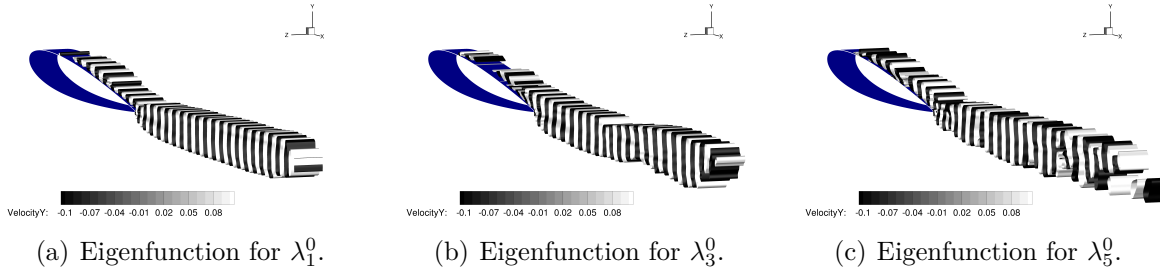 Y
Z
X
VelocityY: -0.1 -0.07 -0.04 -0.01 0.02 0.05 0.08
(a) Eigenfunction for λ₁⁰.
Y
Z
X
VelocityY: -0.1 -0.07 -0.04 -0.01 0.02 0.05 0.08
(b) Eigenfunction for λ₃⁰.
Y
Z
X
VelocityY: -0.1 -0.07 -0.04 -0.01 0.02 0.05 0.08
(c) Eigenfunction for λ₅⁰.